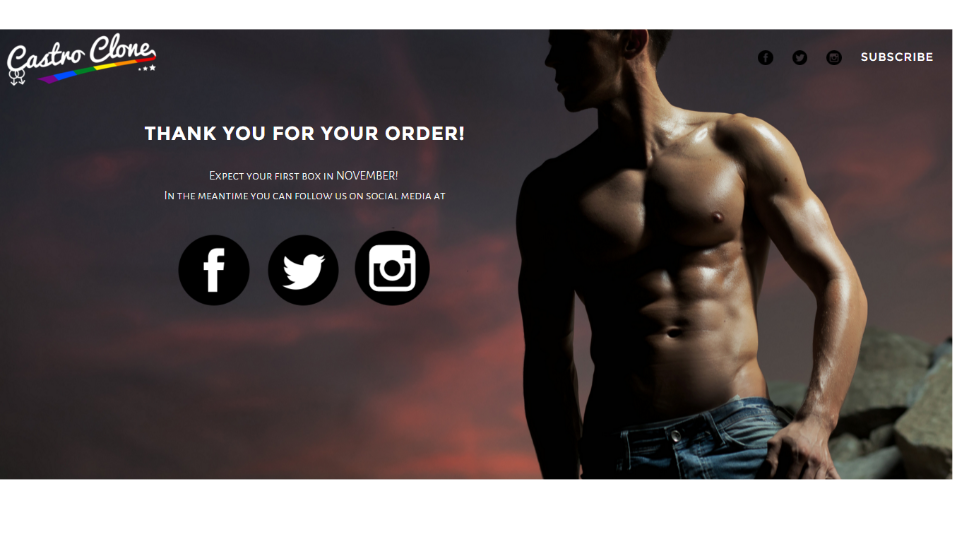 Castro Clone
SUBSCRIBE
THANK YOU FOR YOUR ORDER!
Expect your first box in NOVEMBER!
In the meantime you can follow us on social media at